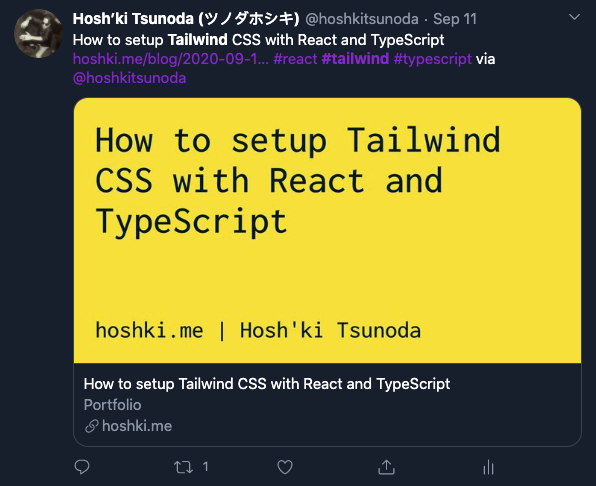 Hosh'ki Tsunoda (ツノダホシキ) @hoshkitsunoda · Sep 11
How to setup Tailwind CSS with React and TypeScript
hoshki.me/blog/2020-09-1... #react #tailwind #typescript via
@hoshkitsunoda
How to setup Tailwind
CSS with React and
TypeScript
hoshki.me | Hosh'ki Tsunoda
How to setup Tailwind CSS with React and TypeScript
Portfolio
hoshki.me
1